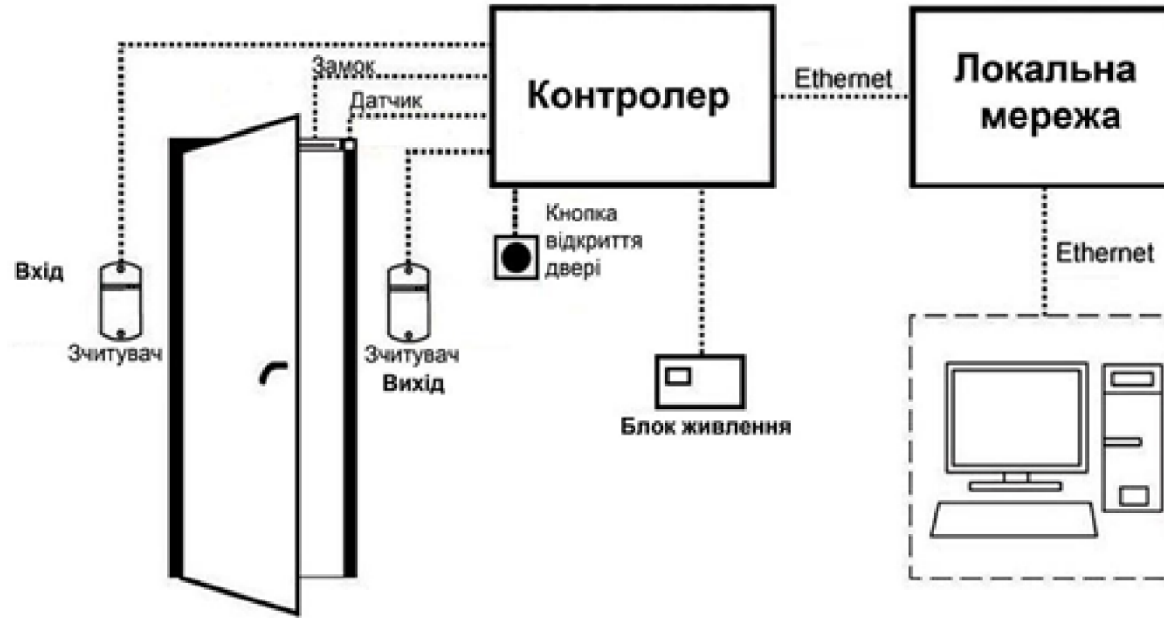 Замок
Датчик
Контролер
Ethernet
Локальна
мережа
Кнопка
відкриття
двері
Ethernet
Вхід
Зчитувач
Зчитувач
Вихід
Блок живлення